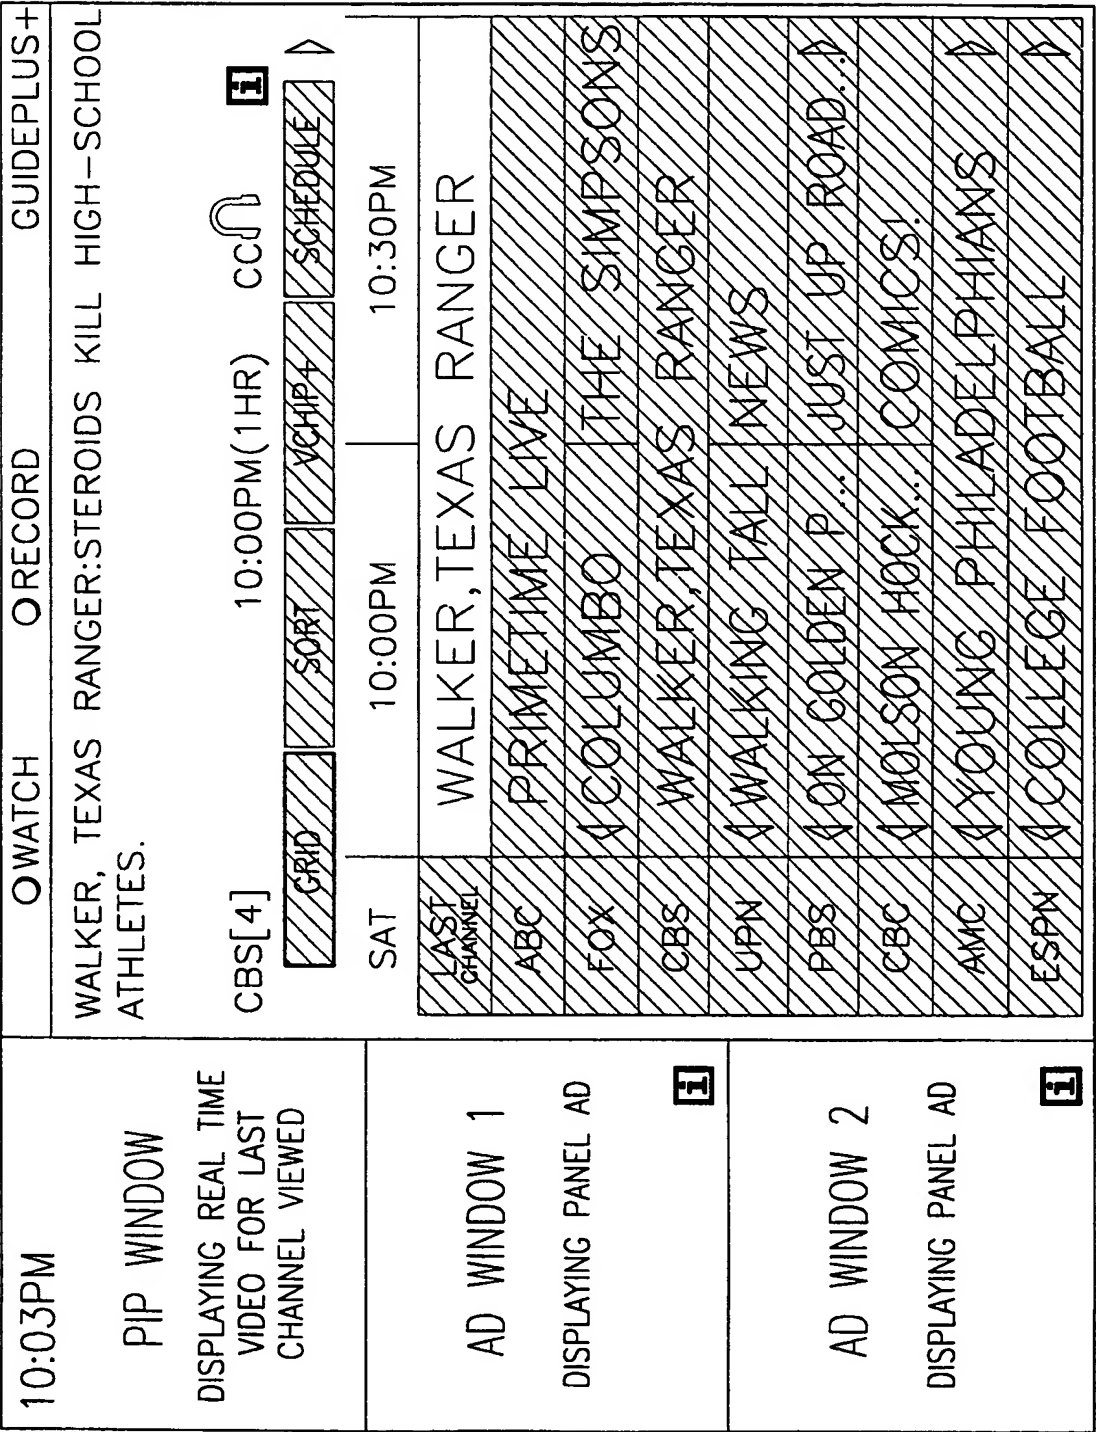 10:03PM
PIP WINDOW
DISPLAYING REAL TIME
VIDEO FOR LAST
CHANNEL VIEWED
AD WINDOW 1
DISPLAYING PANEL AD
i
AD WINDOW 2
DISPLAYING PANEL AD
i
O WATCH O RECORD GUIDEPLUS+
WALKER, TEXAS RANGER:STEROIDS KILL HIGH-SCHOOL
ATHLETES.
CBS[4] 10:00PM(1HR) CC i
GRID SORT VCHIP+ SCHEDULE
SAT 10:00PM 10:30PM
LAST CHANNEL WALKER,TEXAS RANGER
ABC PRIMETIME LIVE
FOX COLUMBO THE SIMPSONS
CBS WALKER,TEXAS RANGER
UPN WALKING TALL NEWS
PBS ON GOLDEN P... JUST UP ROAD...
CBC MOLSON HOCK... COMICS!
AMC YOUNG PHILADELPHIANS
ESPN COLLEGE FOOTBALL